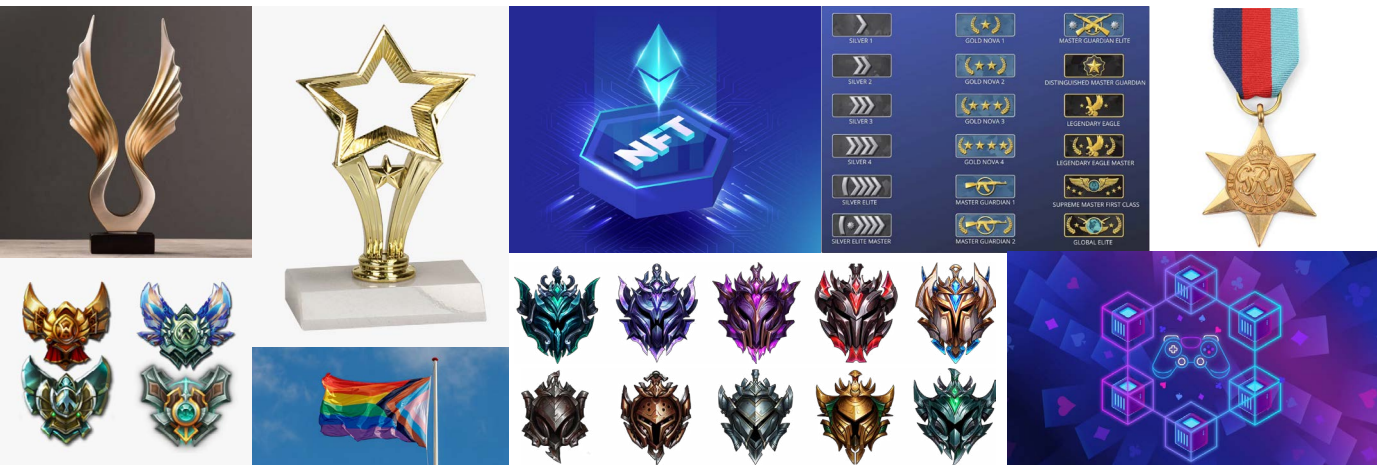 NFT
SILVER 1
GOLD NOVA 1
MASTER GUARDIAN ELITE
SILVER 2
GOLD NOVA 2
DISTINGUISHED MASTER GUARDIAN
SILVER 3
GOLD NOVA 3
LEGENDARY EAGLE
SILVER 4
GOLD NOVA 4
LEGENDARY EAGLE MASTER
SILVER ELITE
MASTER GUARDIAN 1
SUPREME MASTER FIRST CLASS
SILVER ELITE MASTER
MASTER GUARDIAN 2
GLOBAL ELITE